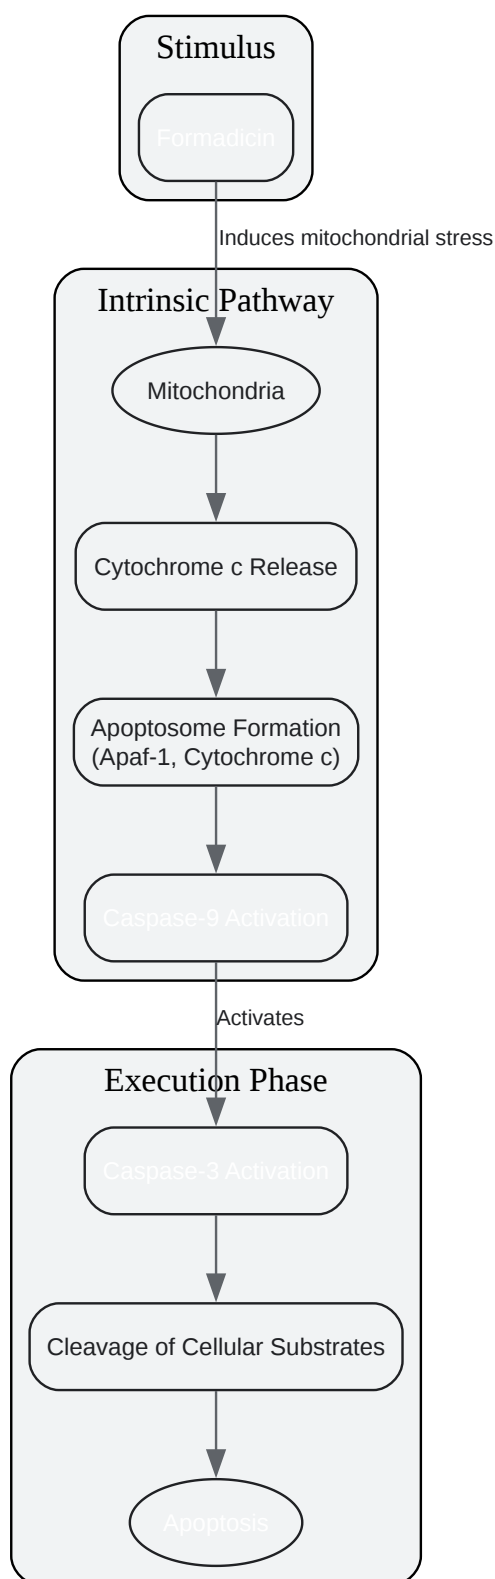 Stimulus
Formadicin
Induces mitochondrial stress
Intrinsic Pathway
Mitochondria
Cytochrome c Release
Apoptosome Formation
(Apaf-1, Cytochrome c)
Caspase-9 Activation
Activates
Execution Phase
Caspase-3 Activation
Cleavage of Cellular Substrates
Apoptosis